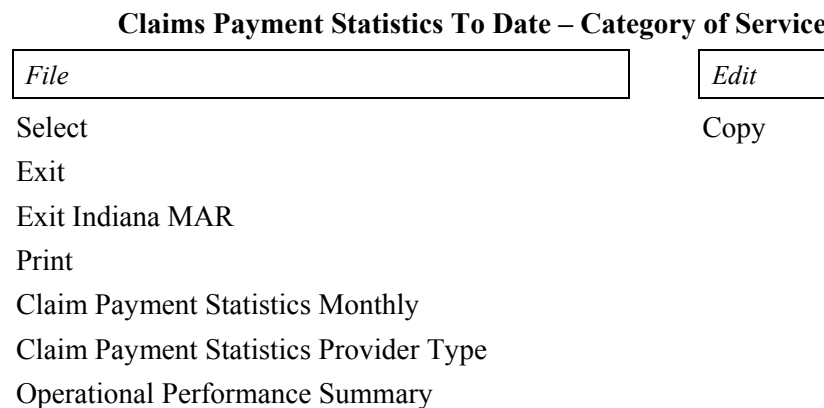 Claims Payment Statistics To Date – Category of Service
File Edit
Select Copy
Exit
Exit Indiana MAR
Print
Claim Payment Statistics Monthly
Claim Payment Statistics Provider Type
Operational Performance Summary